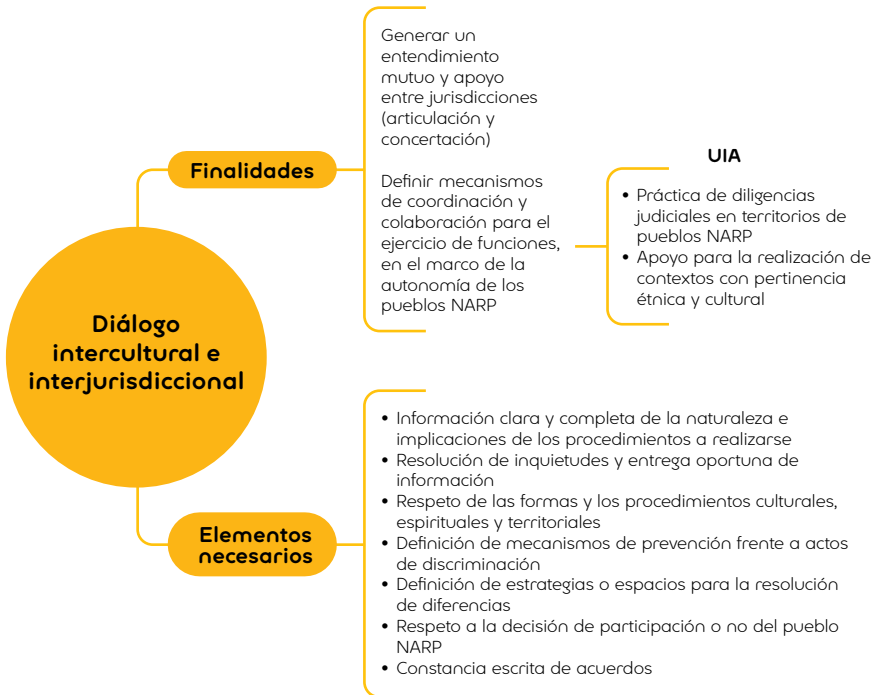 Diálogo
intercultural e
interjurisdiccional
Finalidades
Generar un
entendimiento
mutuo y apoyo
entre jurisdicciones
(articulación y
concertación)
Definir mecanismos
de coordinación y
colaboración para el
ejercicio de funciones,
en el marco de la
autonomía de los
pueblos NARP
UIA
• Práctica de diligencias
judiciales en territorios de
pueblos NARP
• Apoyo para la realización de
contextos con pertinencia
étnica y cultural
Elementos
necesarios
• Información clara y completa de la naturaleza e
implicaciones de los procedimientos a realizarse
• Resolución de inquietudes y entrega oportuna de
información
• Respeto de las formas y los procedimientos culturales,
espirituales y territoriales
• Definición de mecanismos de prevención frente a actos
de discriminación
• Definición de estrategias o espacios para la resolución
de diferencias
• Respeto a la decisión de participación o no del pueblo
NARP
• Constancia escrita de acuerdos